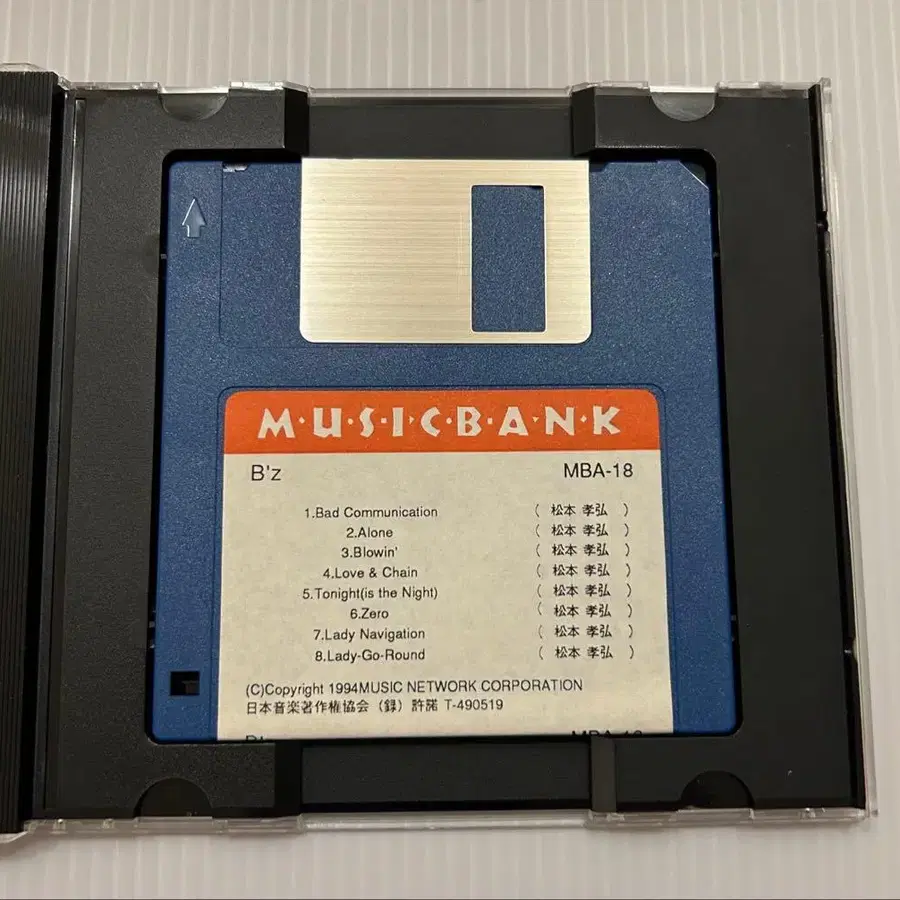 M·U·S·I·C·B·A·N·K
B'z MBA-18
1.Bad Communication ( 松本 孝弘 )
2.Alone ( 松本 孝弘 )
3.Blowin' ( 松本 孝弘 )
4.Love & Chain ( 松本 孝弘 )
5.Tonight(is the Night) ( 松本 孝弘 )
6.Zero ( 松本 孝弘 )
7.Lady Navigation ( 松本 孝弘 )
8.Lady-Go-Round ( 松本 孝弘 )
(C)Copyright 1994MUSIC NETWORK CORPORATION
日本音楽著作権協会（録）許諾 T-490519